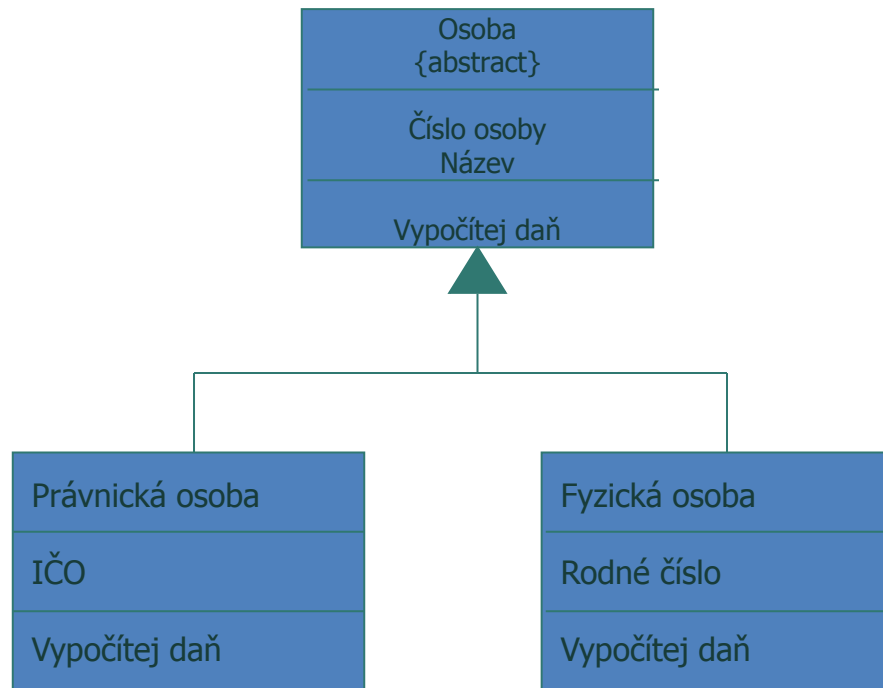 Osoba
{abstract}
Číslo osoby
Název
Vypočítej daň
Právnická osoba
IČO
Vypočítej daň
Fyzická osoba
Rodné číslo
Vypočítej daň